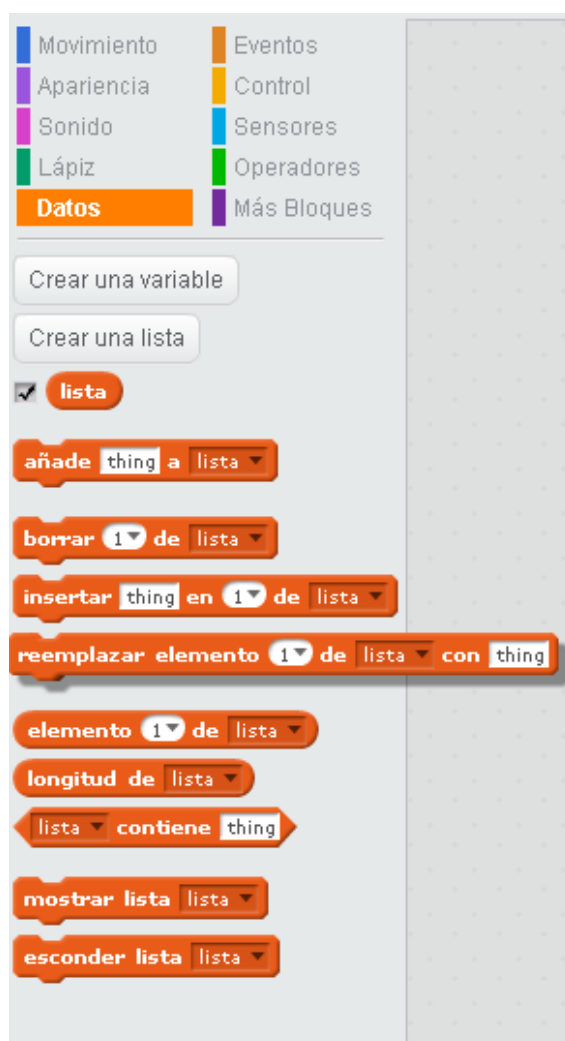 Movimiento Eventos
Apariencia Control
Sonido Sensores
Lápiz Operadores
Datos Más Bloques
Crear una variable
Crear una lista
lista
añade thing a lista
borrar 1 de lista
insertar thing en 1 de lista
reemplazar elemento 1 de lista con thing
elemento 1 de lista
longitud de lista
lista contiene thing
mostrar lista lista
esconder lista lista